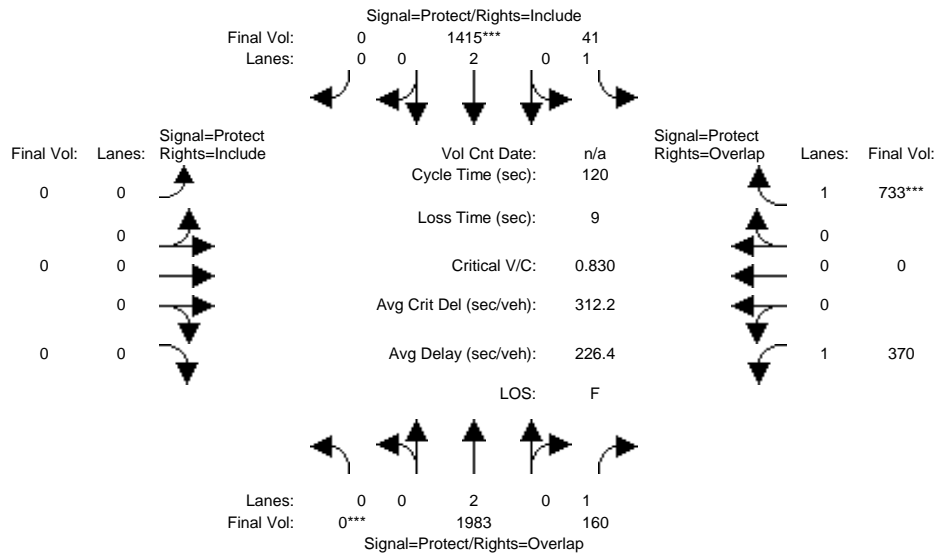 Signal=Protect/Rights=Include
Final Vol: 0 1415*** 41
Lanes: 0 0 2 0 1
Signal=Protect
Final Vol: Lanes: Rights=Include
Vol Cnt Date: n/a
Signal=Protect
Rights=Overlap Lanes: Final Vol:
Cycle Time (sec): 120
0 0
1 733***
Loss Time (sec): 9
0
0
0 0
Critical V/C: 0.830
0 0
0
Avg Crit Del (sec/veh): 312.2
0
0 0
Avg Delay (sec/veh): 226.4
1 370
LOS: F
Lanes: 0 0 2 0 1
Final Vol: 0*** 1983 160
Signal=Protect/Rights=Overlap